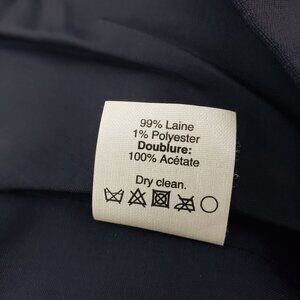 99% Laine
1% Polyester
Doublure:
100% Acétate
Dry clean.